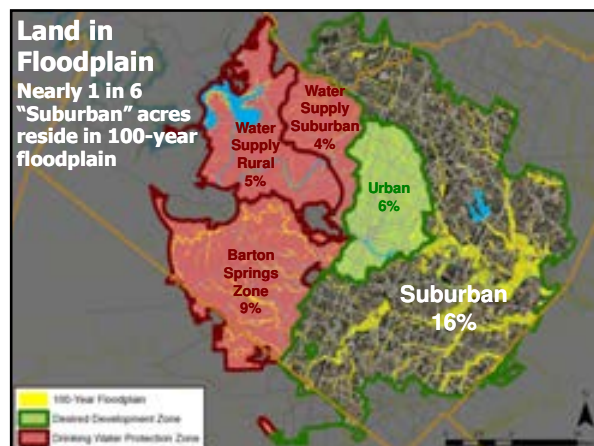 Land in
Floodplain
Nearly 1 in 6
“Suburban” acres
reside in 100-year
floodplain
Water
Supply
Suburban
4%
Water
Supply
Rural
5%
Urban
6%
Barton
Springs
Zone
9%
Suburban
16%
100-Year Floodplain
Desired Development Zone
Drinking Water Protection Zone